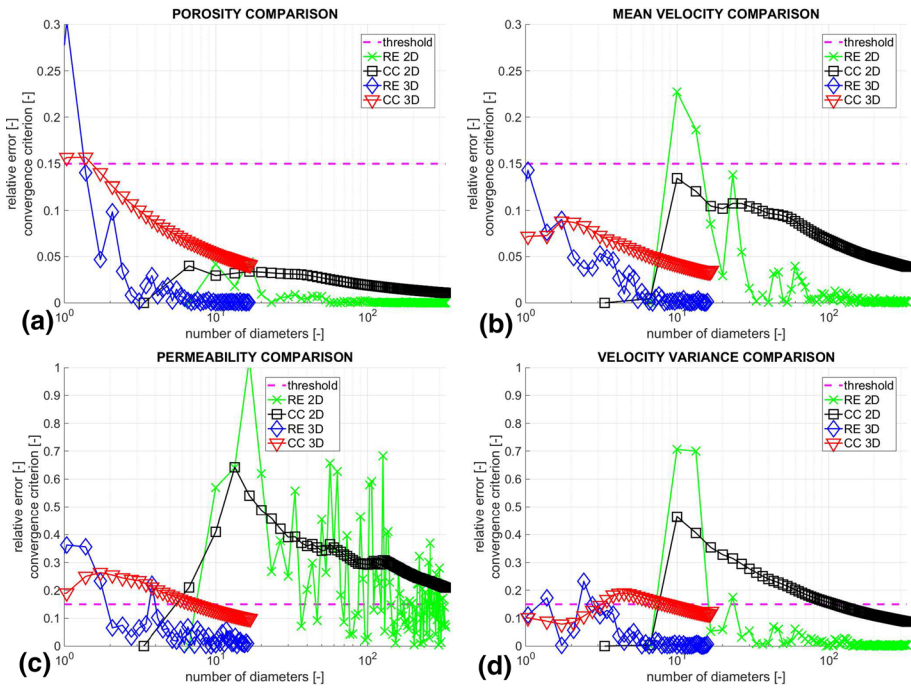 POROSITY COMPARISON
0.3
0.25
0.2
0.15
0.1
0.05
0
relative error [-]
convergence criterion [-]
threshold
RE 2D
CC 2D
RE 3D
CC 3D
10^0
10^1
10^2
number of diameters [-]
(a)
MEAN VELOCITY COMPARISON
0.3
0.25
0.2
0.15
0.1
0.05
0
relative error [-]
convergence criterion [-]
threshold
RE 2D
CC 2D
RE 3D
CC 3D
10^0
10^1
10^2
number of diameters [-]
(b)
PERMEABILITY COMPARISON
1
0.9
0.8
0.7
0.6
0.5
0.4
0.3
0.2
0.1
0
relative error [-]
convergence criterion [-]
threshold
RE 2D
CC 2D
RE 3D
CC 3D
10^0
10^1
10^2
number of diameters [-]
(c)
VELOCITY VARIANCE COMPARISON
1
0.9
0.8
0.7
0.6
0.5
0.4
0.3
0.2
0.1
0
relative error [-]
convergence criterion [-]
threshold
RE 2D
CC 2D
RE 3D
CC 3D
10^0
10^1
10^2
number of diameters [-]
(d)